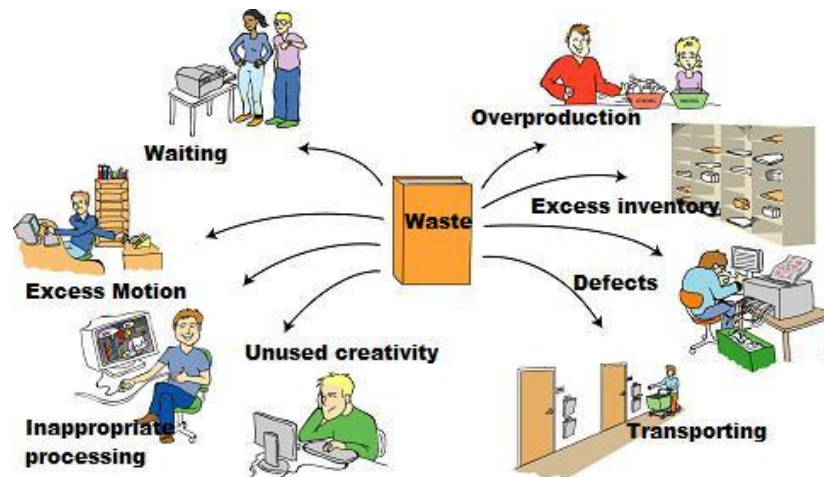 Overproduction
Waiting
Excess inventory
Waste
Defects
Excess Motion
Unused creativity
Inappropriate
processing
Transporting